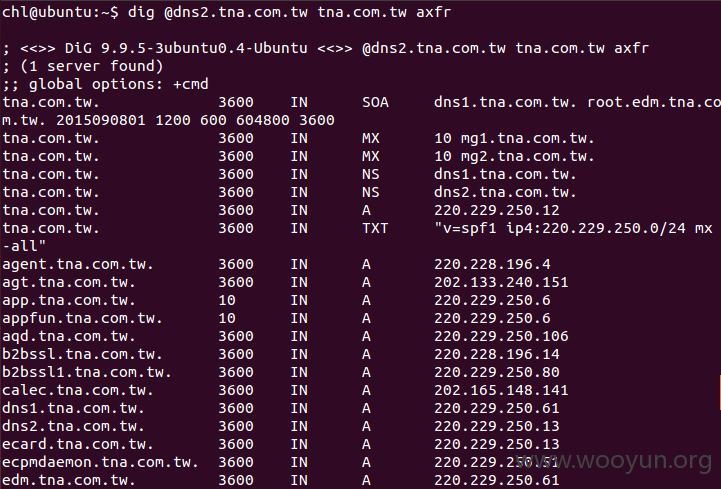 chl@ubuntu:~$ dig @dns2.tna.com.tw tna.com.tw axfr
; <<>> DiG 9.9.5-3ubuntu0.4-Ubuntu <<>> @dns2.tna.com.tw tna.com.tw axfr
; (1 server found)
;; global options: +cmd
tna.com.tw. 3600 IN SOA dns1.tna.com.tw. root.edm.tna.co
m.tw. 2015090801 1200 600 604800 3600
tna.com.tw. 3600 IN MX 10 mg1.tna.com.tw.
tna.com.tw. 3600 IN MX 10 mg2.tna.com.tw.
tna.com.tw. 3600 IN NS dns1.tna.com.tw.
tna.com.tw. 3600 IN NS dns2.tna.com.tw.
tna.com.tw. 3600 IN A 220.229.250.12
tna.com.tw. 3600 IN TXT "v=spf1 ip4:220.229.250.0/24 mx
-all"
agent.tna.com.tw. 3600 IN A 220.228.196.4
agt.tna.com.tw. 3600 IN A 202.133.240.151
app.tna.com.tw. 10 IN A 220.229.250.6
appfun.tna.com.tw. 10 IN A 220.229.250.6
aqd.tna.com.tw. 3600 IN A 220.229.250.106
b2bssl.tna.com.tw. 3600 IN A 220.228.196.14
b2bssl1.tna.com.tw. 3600 IN A 220.229.250.80
calec.tna.com.tw. 3600 IN A 202.165.148.141
dns1.tna.com.tw. 3600 IN A 220.229.250.61
dns2.tna.com.tw. 3600 IN A 220.229.250.13
ecard.tna.com.tw. 3600 IN A 220.229.250.13
ecpmdaemon.tna.com.tw. 3600 IN A 220.229.250.51
edm.tna.com.tw. 3600 IN A 220.229.250.61
www.wooyun.org